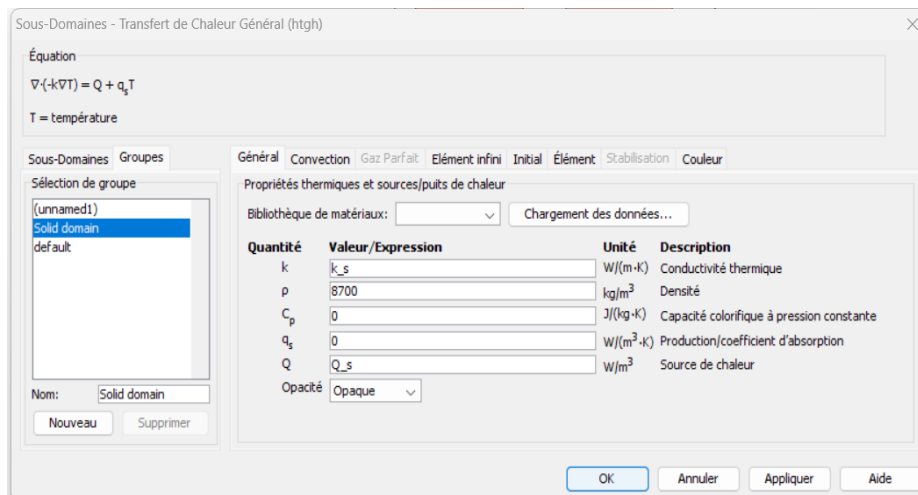 Sous-Domaines - Transfert de Chaleur Général (htgh)
Équation
∇·(-k∇T) = Q + qₛT
T = température
Sous-Domaines Groupes
Sélection de groupe
(unnamed1)
Solid domain
default
Nom: Solid domain
Nouveau Supprimer
Général Convection Gaz Parfait Elément infini Initial Élément Stabilisation Couleur
Propriétés thermiques et sources/puits de chaleur
Bibliothèque de matériaux: Chargement des données...
Quantité Valeur/Expression Unité Description
k k_s W/(m·K) Conductivité thermique
ρ 8700 kg/m³ Densité
Cₚ 0 J/(kg·K) Capacité calorifique à pression constante
qₛ 0 W/(m³·K) Production/coefficient d'absorption
Q Q_s W/m³ Source de chaleur
Opacité Opaque
OK Annuler Appliquer Aide